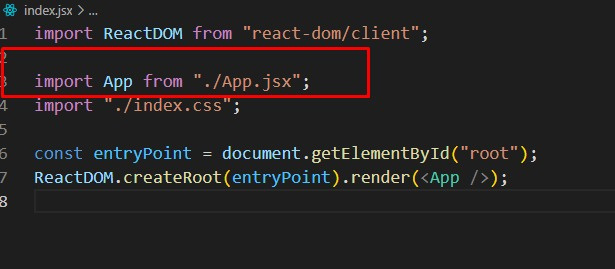 index.jsx > ...
1 import ReactDOM from "react-dom/client";
2
3 import App from "./App.jsx";
4 import "./index.css";
5
6 const entryPoint = document.getElementById("root");
7 ReactDOM.createRoot(entryPoint).render(<App />);
8